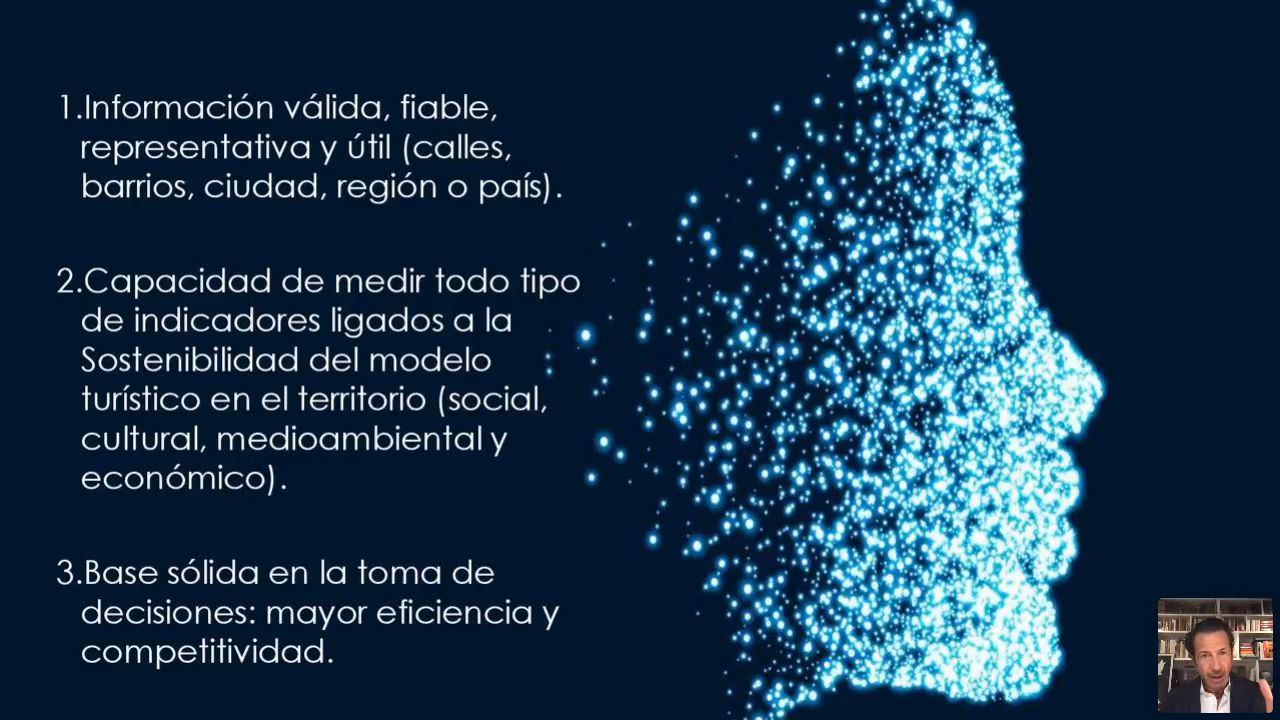 1.Información válida, fiable,
representativa y útil (calles,
barrios, ciudad, región o país).
2.Capacidad de medir todo tipo
de indicadores ligados a la
Sostenibilidad del modelo
turístico en el territorio (social,
cultural, medioambiental y
económico).
3.Base sólida en la toma de
decisiones: mayor eficiencia y
competitividad.